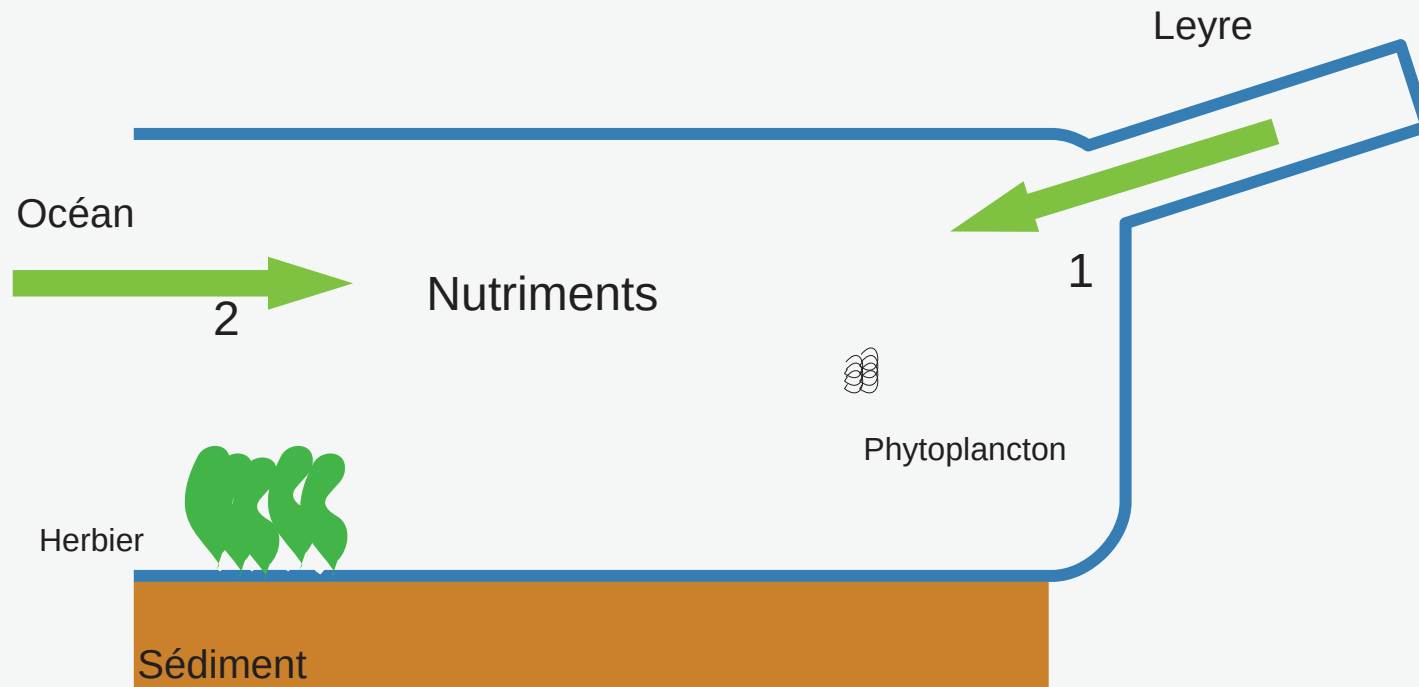 Leyre
Océan
1
Nutriments
2
Phytoplancton
Herbier
Sédiment